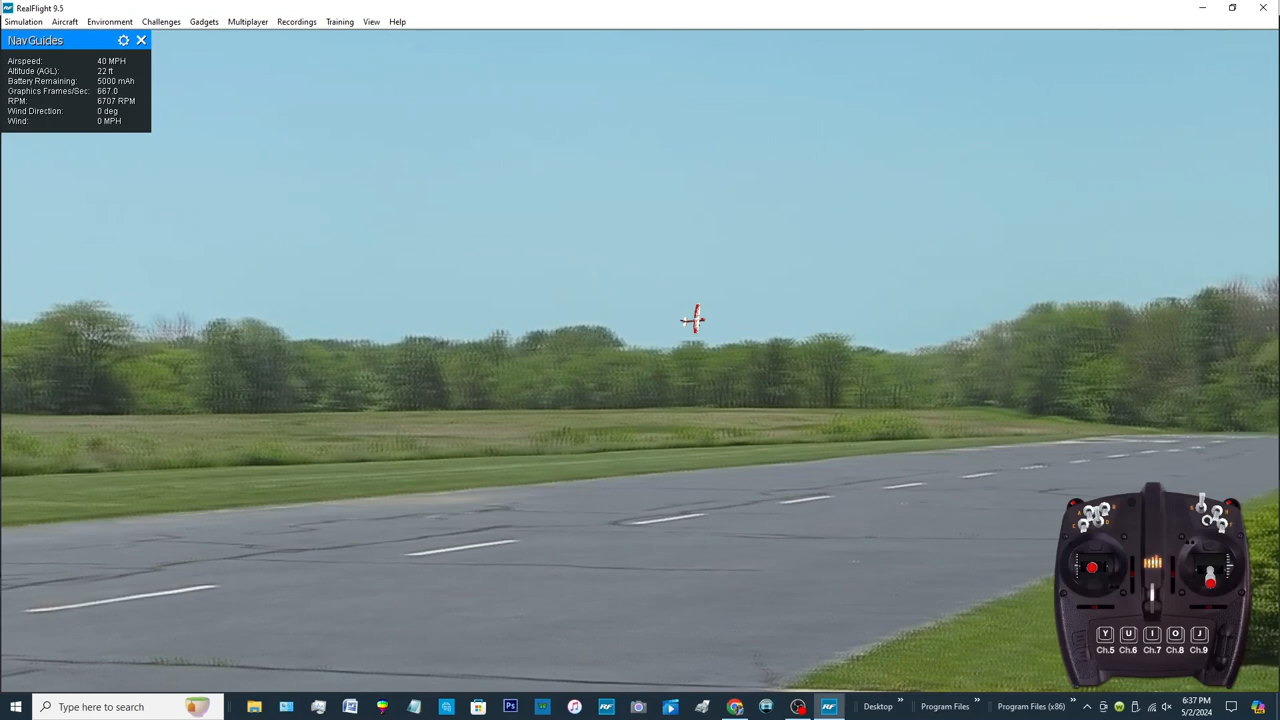 RealFlight 9.5
Simulation Aircraft Environment Challenges Gadgets Multiplayer Recordings Training View Help
NavGuides
Airspeed: 40 MPH
Altitude (AGL): 22 ft
Battery Remaining: 5000 mAh
Graphics Frames/Sec: 667.0
RPM: 6707 RPM
Wind Direction: 0 deg
Wind: 0 MPH
Y U I O J
Ch.5 Ch.6 Ch.7 Ch.8 Ch.9
Type here to search
Desktop
Program Files
Program Files (x86)
6:37 PM
5/2/2024